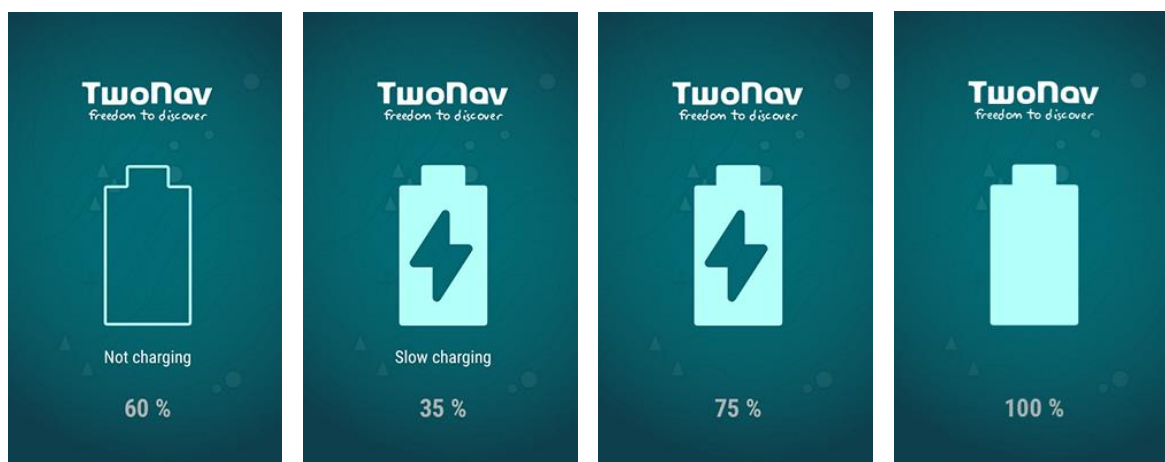 TwoNav
freedom to discover
Not charging
60 %
TwoNav
freedom to discover
Slow charging
35 %
TwoNav
freedom to discover
75 %
TwoNav
freedom to discover
100 %